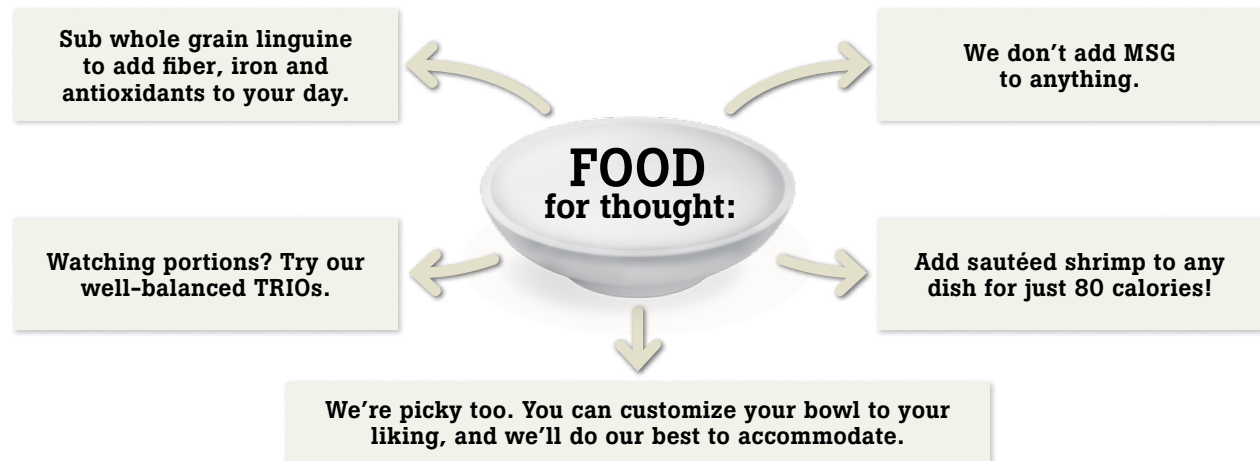 Sub whole grain linguine
to add fiber, iron and
antioxidants to your day.
We don't add MSG
to anything.
FOOD
for thought:
Watching portions? Try our
well-balanced TRIOs.
Add sautéed shrimp to any
dish for just 80 calories!
We're picky too. You can customize your bowl to your
liking, and we'll do our best to accommodate.